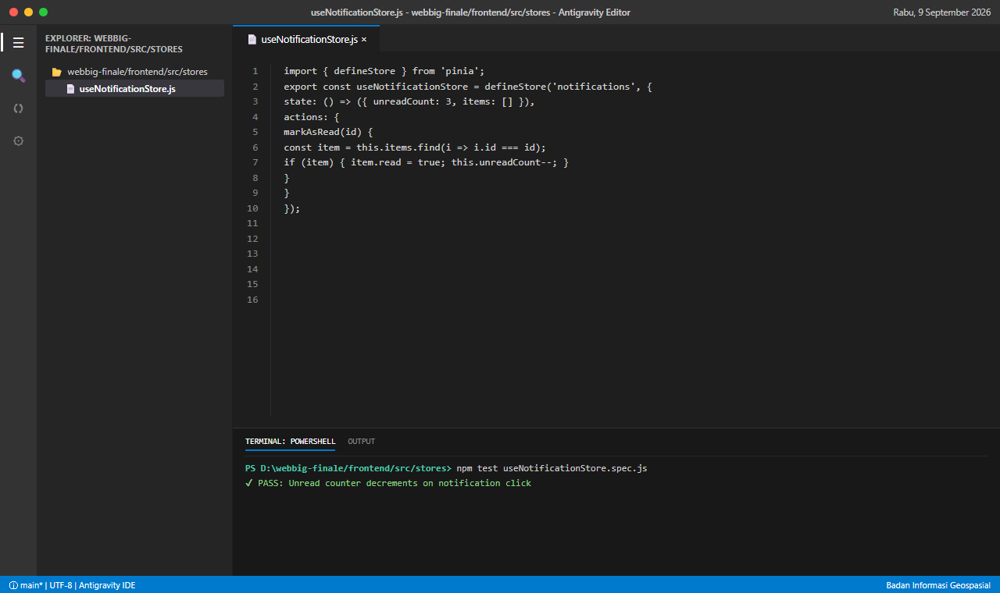 useNotificationStore.js - webbig-finale/frontend/src/stores - Antigravity Editor
Rabu, 9 September 2026
EXPLORER: WEBBIG-
FINALE/FRONTEND/SRC/STORES
webbig-finale/frontend/src/stores
useNotificationStore.js
useNotificationStore.js ×
1 import { defineStore } from 'pinia';
2 export const useNotificationStore = defineStore('notifications', {
3 state: () => ({ unreadCount: 3, items: [] }),
4 actions: {
5 markAsRead(id) {
6 const item = this.items.find(i => i.id === id);
7 if (item) { item.read = true; this.unreadCount--; }
8 }
9 }
10 });
11
12
13
14
15
16
TERMINAL: POWERSHELL OUTPUT
PS D:\webbig-finale/frontend/src/stores> npm test useNotificationStore.spec.js
✓ PASS: Unread counter decrements on notification click
main* | UTF-8 | Antigravity IDE
Badan Informasi Geospasial